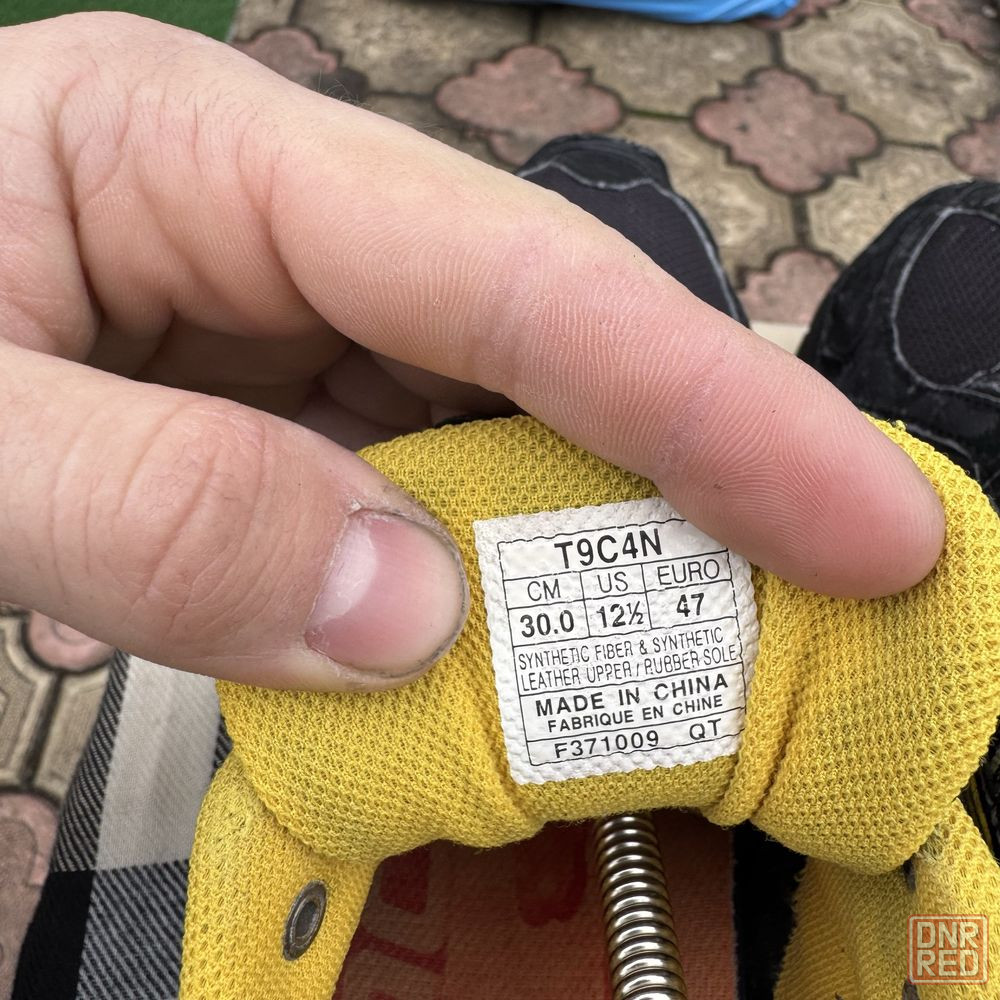 T9C4N
CM US EURO
30.0 12½ 47
SYNTHETIC FIBER & SYNTHETIC
LEATHER UPPER / RUBBER SOLE
MADE IN CHINA
FABRIQUE EN CHINE
F371009 QT
DNR
RED